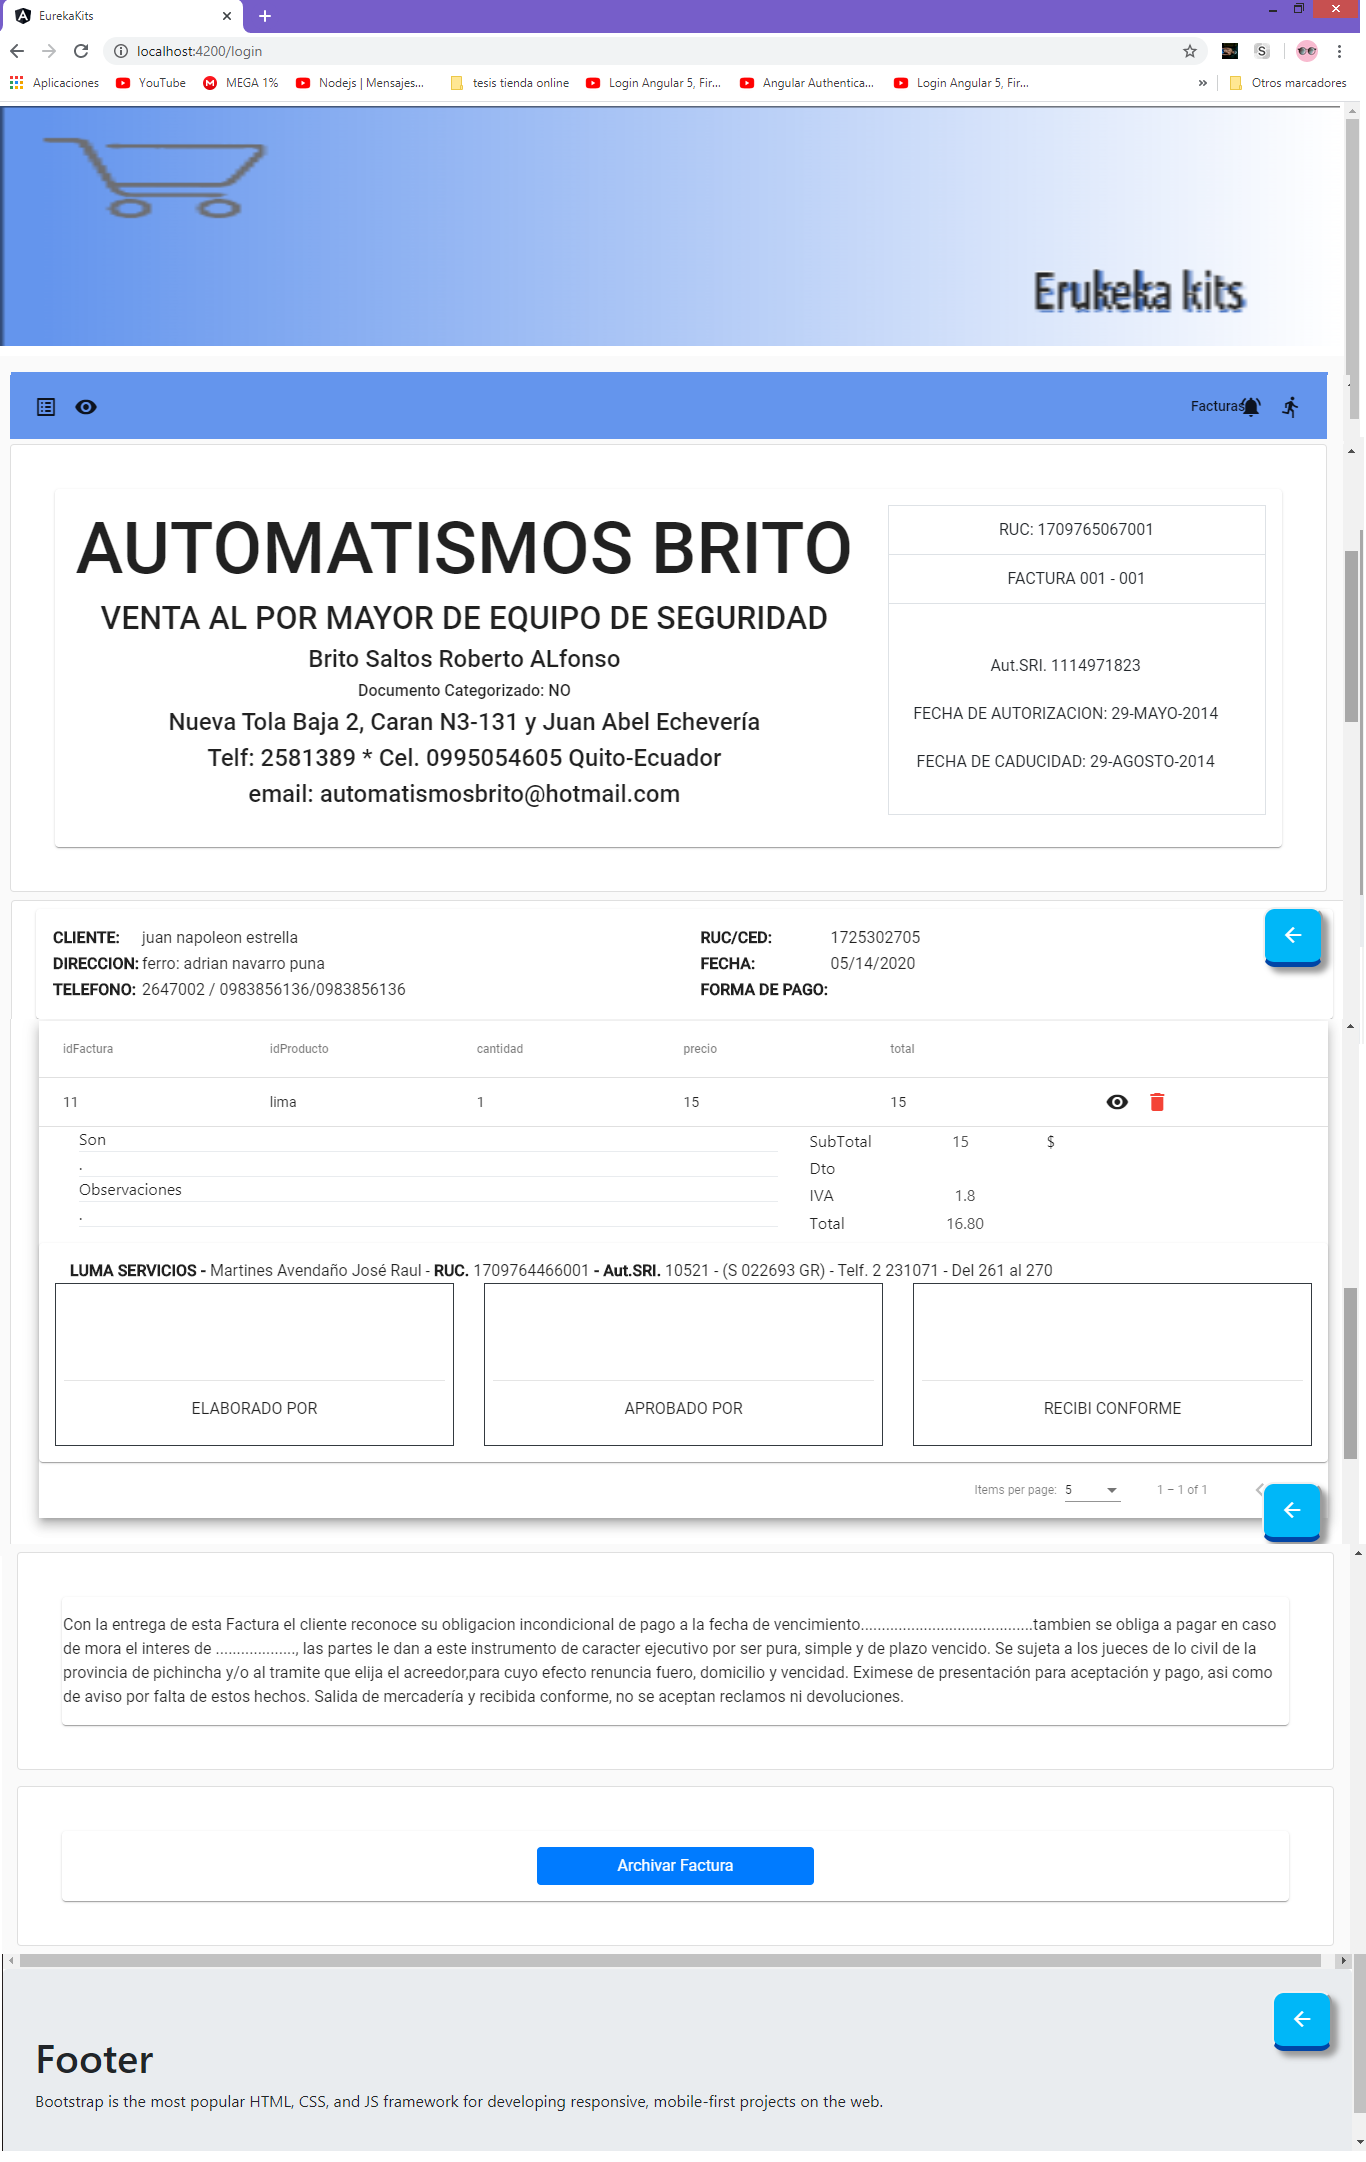 EurekaKits
localhost:4200/login
Aplicaciones YouTube MEGA 1% Nodejs | Mensajes... tesis tienda online Login Angular 5, Fir... Angular Authentica... Login Angular 5, Fir... » Otros marcadores
Erukeka kits
Facturas
AUTOMATISMOS BRITO
VENTA AL POR MAYOR DE EQUIPO DE SEGURIDAD
Brito Saltos Roberto ALfonso
Documento Categorizado: NO
Nueva Tola Baja 2, Caran N3-131 y Juan Abel Echevería
Telf: 2581389 * Cel. 0995054605 Quito-Ecuador
email: automatismosbrito@hotmail.com
RUC: 1709765067001
FACTURA 001 - 001
Aut.SRI. 1114971823
FECHA DE AUTORIZACION: 29-MAYO-2014
FECHA DE CADUCIDAD: 29-AGOSTO-2014
CLIENTE: juan napoleon estrella RUC/CED: 1725302705
DIRECCION: ferro: adrian navarro puna FECHA: 05/14/2020
TELEFONO: 2647002 / 0983856136/0983856136 FORMA DE PAGO:
idFactura idProducto cantidad precio total
11 lima 1 15 15
Son
.
Observaciones
.
SubTotal 15 $
Dto
IVA 1.8
Total 16.80
LUMA SERVICIOS - Martines Avendaño José Raul - RUC. 1709764466001 - Aut.SRI. 10521 - (S 022693 GR) - Telf. 2 231071 - Del 261 al 270
ELABORADO POR APROBADO POR RECIBI CONFORME
Items per page: 5 1 – 1 of 1
Con la entrega de esta Factura el cliente reconoce su obligacion incondicional de pago a la fecha de vencimiento.........................................tambien se obliga a pagar en caso
de mora el interes de ..................., las partes le dan a este instrumento de caracter ejecutivo por ser pura, simple y de plazo vencido. Se sujeta a los jueces de lo civil de la
provincia de pichincha y/o al tramite que elija el acreedor,para cuyo efecto renuncia fuero, domicilio y vencidad. Eximese de presentación para aceptación y pago, asi como
de aviso por falta de estos hechos. Salida de mercadería y recibida conforme, no se aceptan reclamos ni devoluciones.
Archivar Factura
Footer
Bootstrap is the most popular HTML, CSS, and JS framework for developing responsive, mobile-first projects on the web.